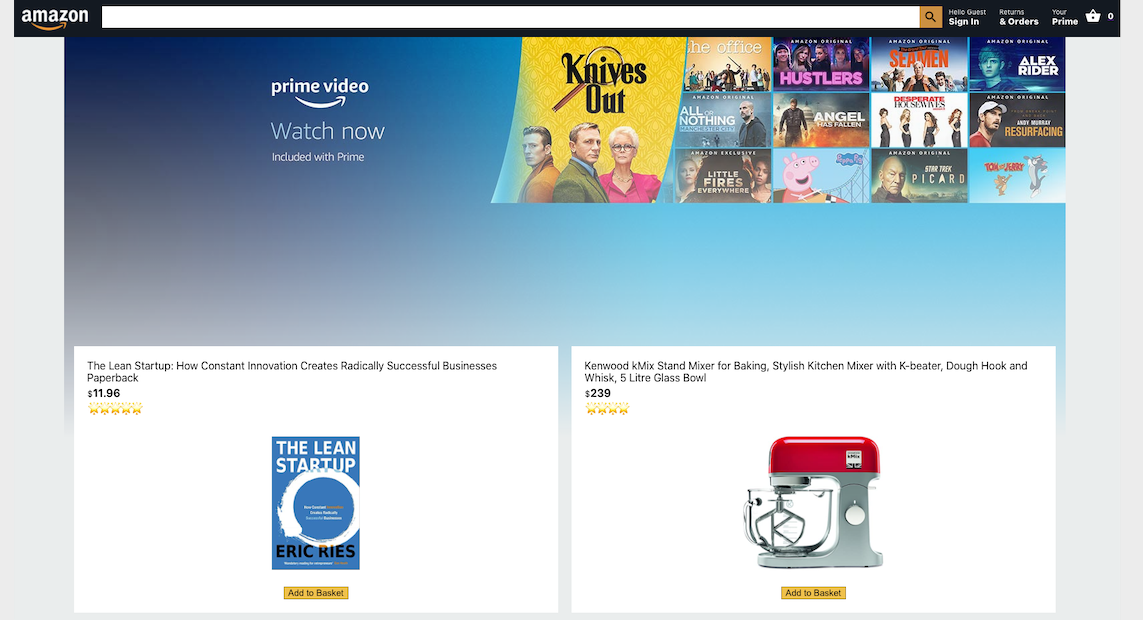 amazon
Hello Guest
Sign In
Returns
& Orders
Your
Prime
0
prime video
Watch now
Included with Prime
Knives
Out
the office
AMAZON ORIGINAL
HUSTLERS
AMAZON ORIGINAL
SEAMEN
AMAZON ORIGINAL
ALEX
RIDER
AMAZON ORIGINAL
ALL OR
NOTHING
MANCHESTER CITY
ANGEL
HAS FALLEN
DESPERATE
HOUSEWIVES
ANDY MURRAY
RESURFACING
AMAZON EXCLUSIVE
LITTLE
FIRES
EVERYWHERE
Peppa Pig
AMAZON ORIGINAL
STAR TREK
PICARD
TOM AND JERRY
The Lean Startup: How Constant Innovation Creates Radically Successful Businesses
Paperback
$11.96
THE LEAN
STARTUP
How Constant Innovation
Creates Radically
Successful Businesses
ERIC RIES
Add to Basket
Kenwood kMix Stand Mixer for Baking, Stylish Kitchen Mixer with K-beater, Dough Hook and
Whisk, 5 Litre Glass Bowl
$239
kMix
Add to Basket